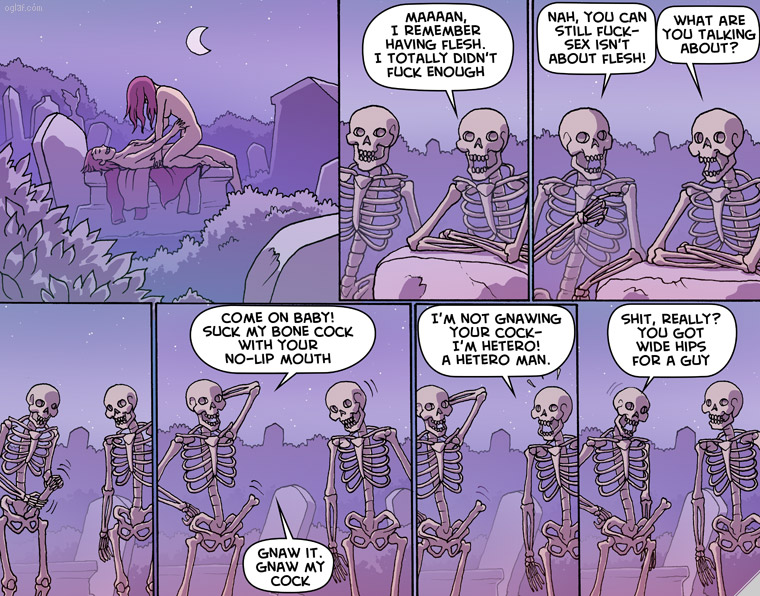 oglaf.com
MAAAAN,
I REMEMBER
HAVING FLESH.
I TOTALLY DIDN'T
FUCK ENOUGH
NAH, YOU CAN
STILL FUCK-
SEX ISN'T
ABOUT FLESH!
WHAT ARE
YOU TALKING
ABOUT?
COME ON BABY!
SUCK MY BONE COCK
WITH YOUR
NO-LIP MOUTH
GNAW IT.
GNAW MY
COCK
I'M NOT GNAWING
YOUR COCK-
I'M HETERO!
A HETERO MAN.
SHIT, REALLY?
YOU GOT
WIDE HIPS
FOR A GUY